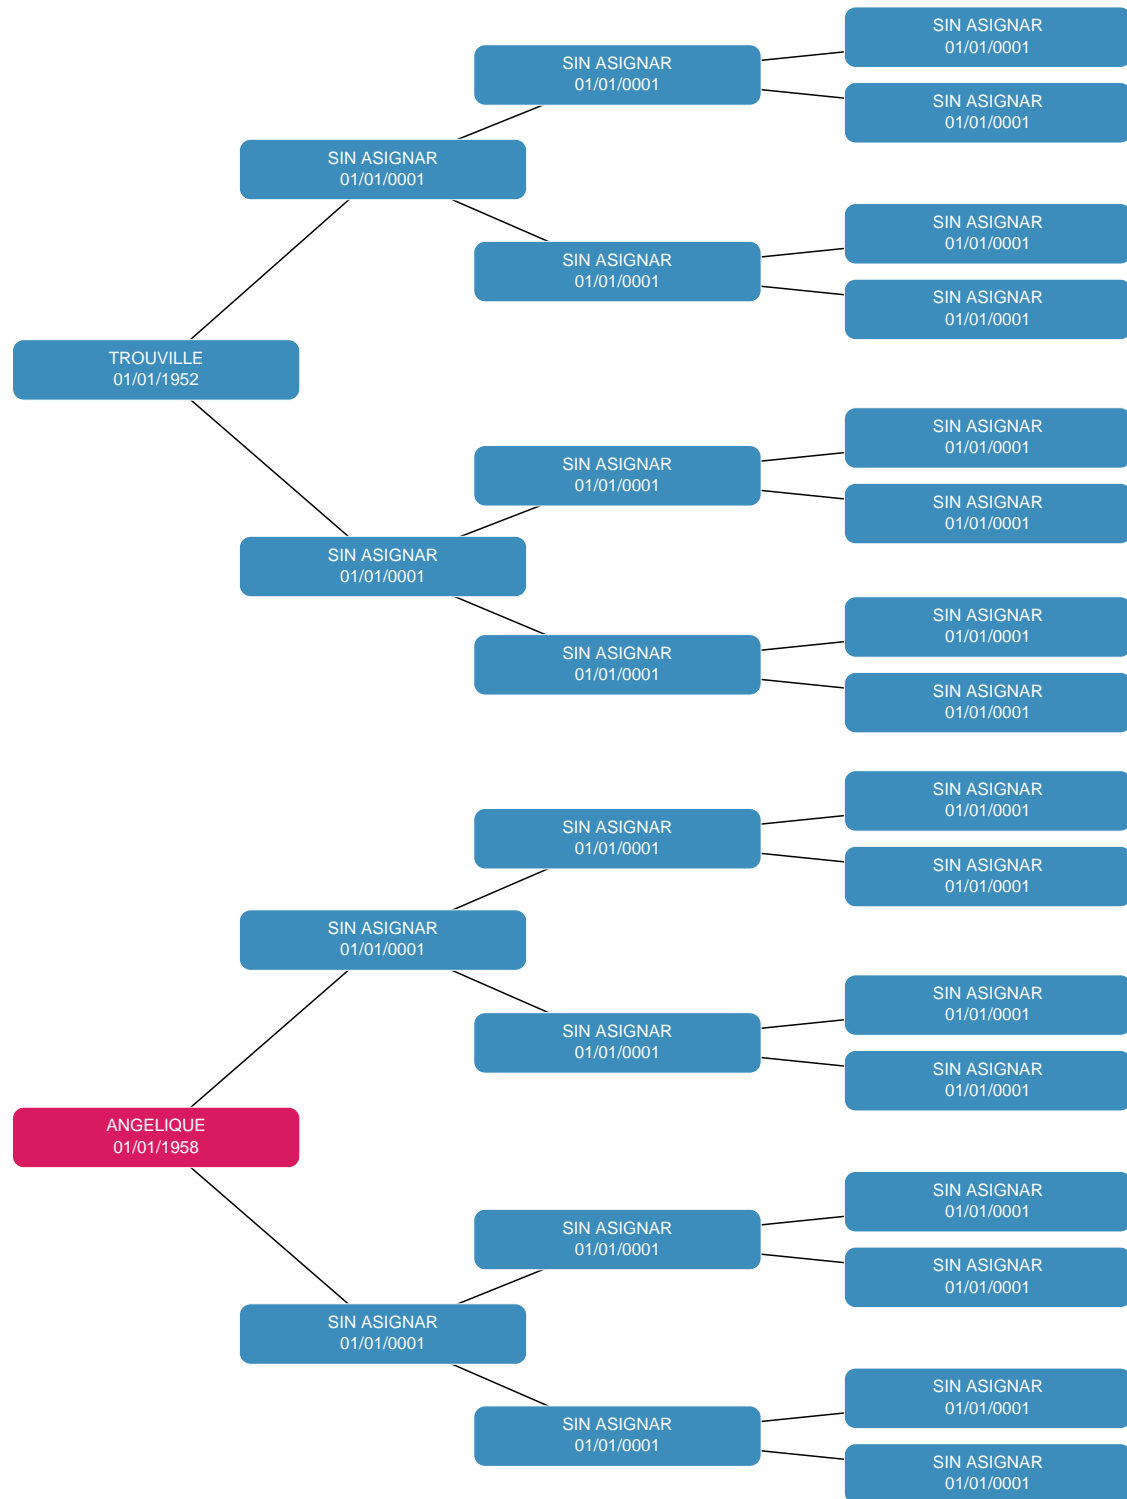 SIN ASIGNAR
01/01/0001
SIN ASIGNAR
01/01/0001
SIN ASIGNAR
01/01/0001
SIN ASIGNAR
01/01/0001
SIN ASIGNAR
01/01/0001
SIN ASIGNAR
01/01/0001
SIN ASIGNAR
01/01/0001
TROUVILLE
01/01/1952
SIN ASIGNAR
01/01/0001
SIN ASIGNAR
01/01/0001
SIN ASIGNAR
01/01/0001
SIN ASIGNAR
01/01/0001
SIN ASIGNAR
01/01/0001
SIN ASIGNAR
01/01/0001
SIN ASIGNAR
01/01/0001
SIN ASIGNAR
01/01/0001
SIN ASIGNAR
01/01/0001
SIN ASIGNAR
01/01/0001
SIN ASIGNAR
01/01/0001
SIN ASIGNAR
01/01/0001
SIN ASIGNAR
01/01/0001
SIN ASIGNAR
01/01/0001
ANGELIQUE
01/01/1958
SIN ASIGNAR
01/01/0001
SIN ASIGNAR
01/01/0001
SIN ASIGNAR
01/01/0001
SIN ASIGNAR
01/01/0001
SIN ASIGNAR
01/01/0001
SIN ASIGNAR
01/01/0001
SIN ASIGNAR
01/01/0001